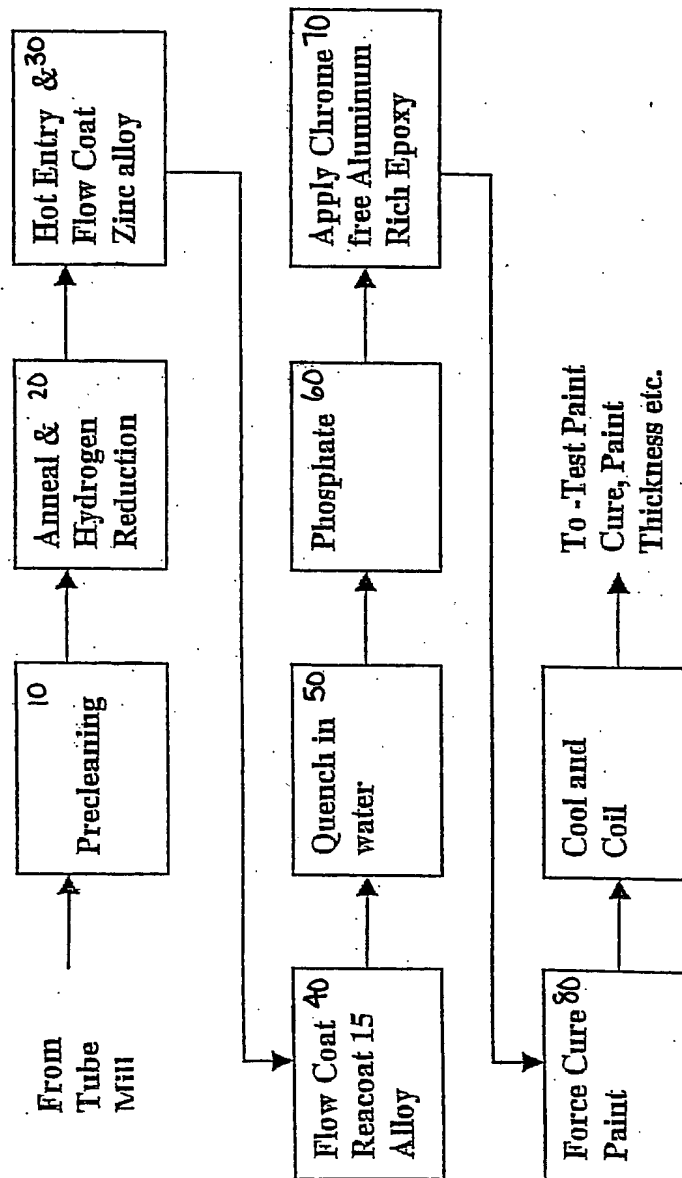 From
Tube
Mill
10
Precleaning
Anneal & 20
Hydrogen
Reduction
Hot Entry & 30
Flow Coat
Zinc alloy
Flow Coat 40
Reacoat 15
Alloy
Quench in 50
water
Phosphate 60
Apply Chrome 70
free Aluminum
Rich Epoxy
Force Cure 80
Paint
Cool and
Coil
To -Test Paint
Cure, Paint
Thickness etc.